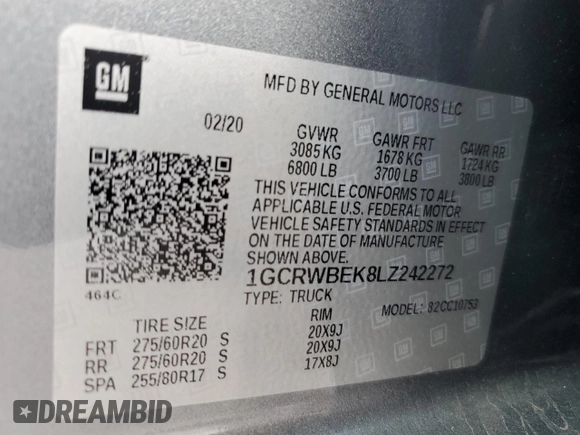 GM
MFD BY GENERAL MOTORS LLC
02/20
GVWR GAWR FRT GAWR RR
3085 KG 1678 KG 1724 KG
6800 LB 3700 LB 3800 LB
THIS VEHICLE CONFORMS TO ALL
APPLICABLE U.S. FEDERAL MOTOR
VEHICLE SAFETY STANDARDS IN EFFECT
ON THE DATE OF MANUFACTURE
SHOWN ABOVE.
1GCRWBEK8LZ242272
464C
TYPE: TRUCK MODEL: 82CC10753
TIRE SIZE RIM
FRT 275/60R20 S 20X9J
RR 275/60R20 S 20X9J
SPA 255/80R17 S 17X8J
DREAMBID